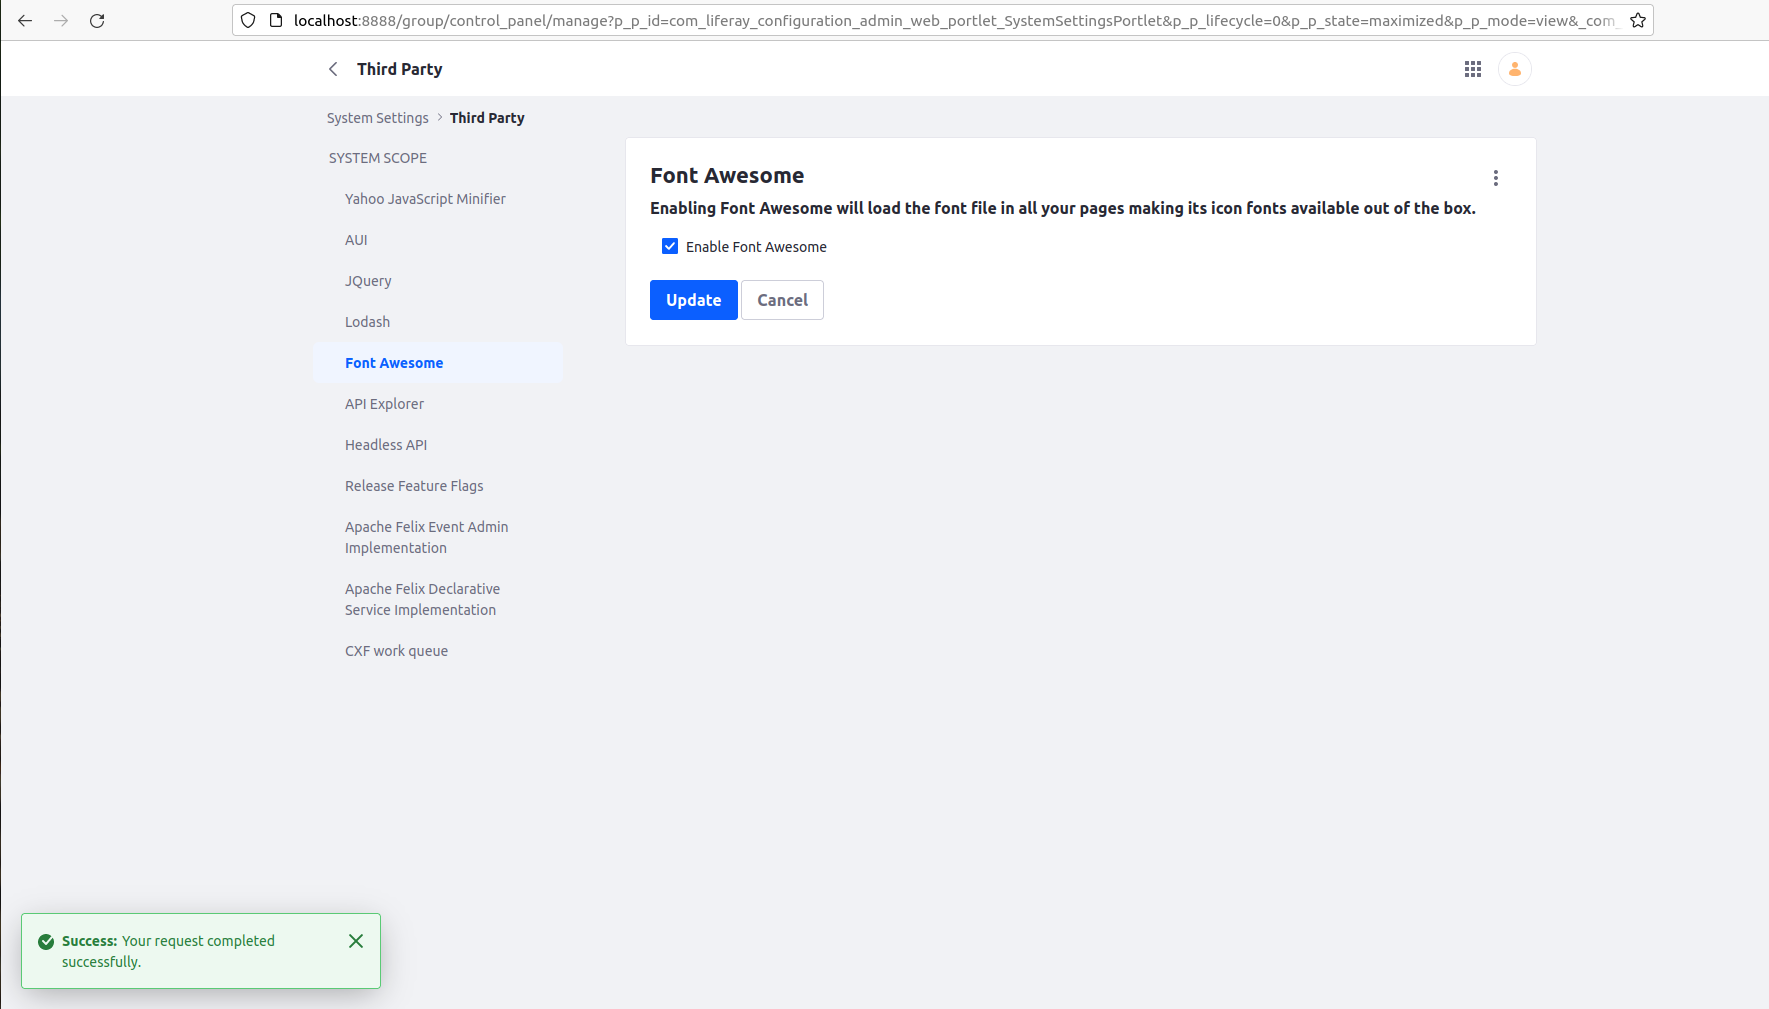 localhost:8888/group/control_panel/manage?p_p_id=com_liferay_configuration_admin_web_portlet_SystemSettingsPortlet&p_p_lifecycle=0&p_p_state=maximized&p_p_mode=view&_com_
Third Party
System Settings > Third Party
SYSTEM SCOPE
Yahoo JavaScript Minifier
AUI
JQuery
Lodash
Font Awesome
API Explorer
Headless API
Release Feature Flags
Apache Felix Event Admin
Implementation
Apache Felix Declarative
Service Implementation
CXF work queue
Font Awesome
Enabling Font Awesome will load the font file in all your pages making its icon fonts available out of the box.
Enable Font Awesome
Update Cancel
Success: Your request completed
successfully.